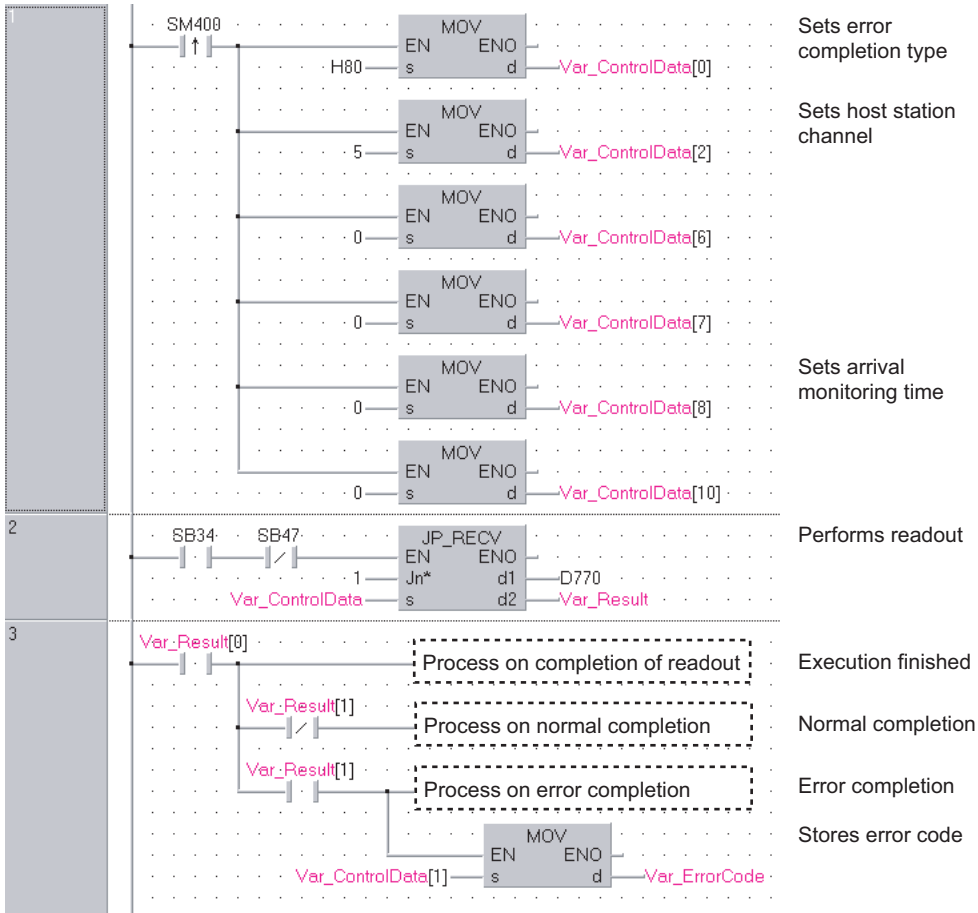 1
SM400
MOV
EN ENO
H80 s d Var_ControlData[0]
Sets error
completion type
MOV
EN ENO
5 s d Var_ControlData[2]
Sets host station
channel
MOV
EN ENO
0 s d Var_ControlData[6]
MOV
EN ENO
0 s d Var_ControlData[7]
MOV
EN ENO
0 s d Var_ControlData[8]
Sets arrival
monitoring time
MOV
EN ENO
0 s d Var_ControlData[10]
2
SB34 SB47 JP_RECV
EN ENO
1 Jn* d1 D770
Var_ControlData s d2 Var_Result
Performs readout
3
Var_Result[0]
Process on completion of readout
Execution finished
Var_Result[1]
Process on normal completion
Normal completion
Var_Result[1]
Process on error completion
Error completion
MOV
Stores error code
EN ENO
Var_ControlData[1] s d Var_ErrorCode